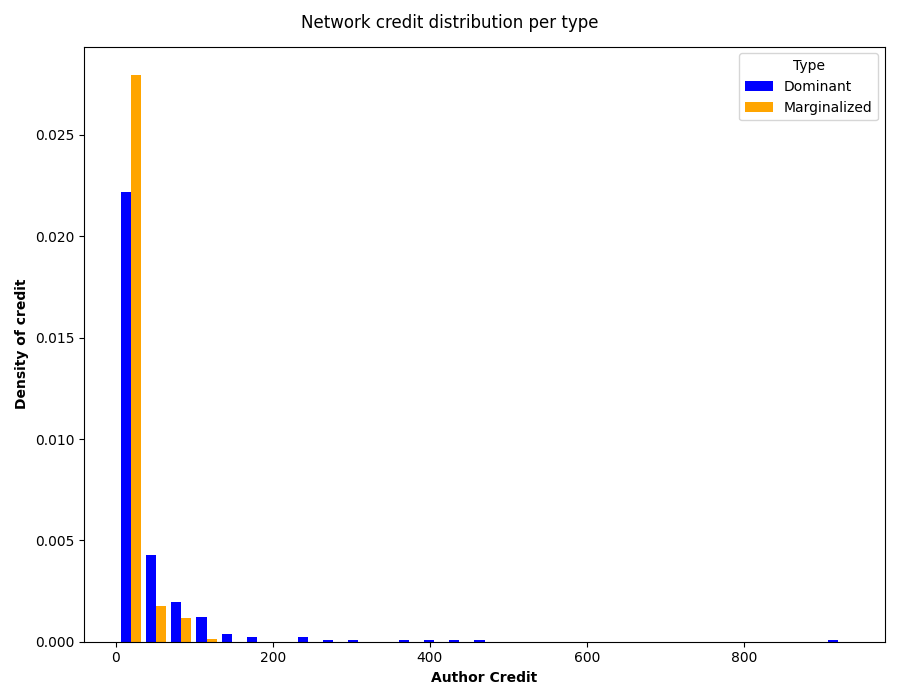 Network credit distribution per type
Type
Dominant
Marginalized
Density of credit
0.025
0.020
0.015
0.010
0.005
0.000
0
200
400
600
800
Author Credit